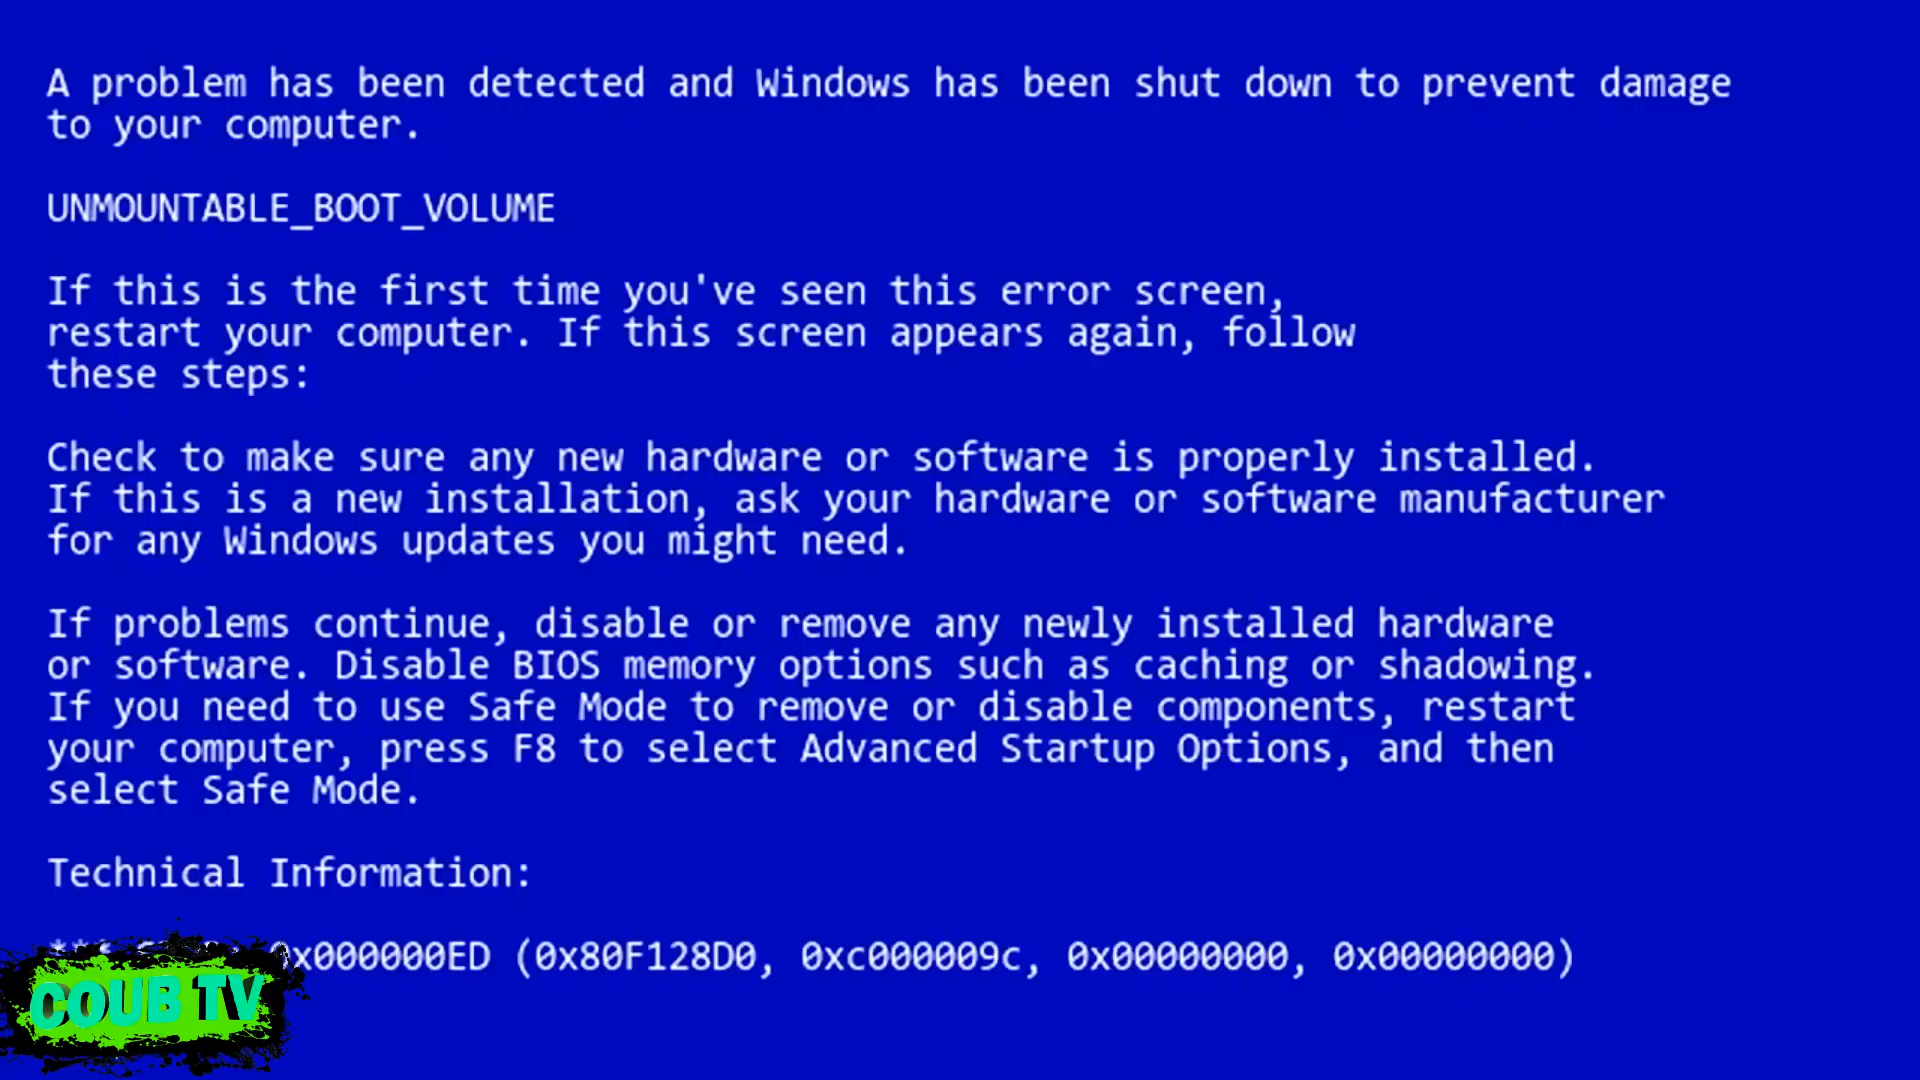 A problem has been detected and Windows has been shut down to prevent damage
to your computer.
UNMOUNTABLE_BOOT_VOLUME
If this is the first time you've seen this error screen,
restart your computer. If this screen appears again, follow
these steps:
Check to make sure any new hardware or software is properly installed.
If this is a new installation, ask your hardware or software manufacturer
for any Windows updates you might need.
If problems continue, disable or remove any newly installed hardware
or software. Disable BIOS memory options such as caching or shadowing.
If you need to use Safe Mode to remove or disable components, restart
your computer, press F8 to select Advanced Startup Options, and then
select Safe Mode.
Technical Information:
0x000000ED (0x80F128D0, 0xc000009c, 0x00000000, 0x00000000)
COUB TV